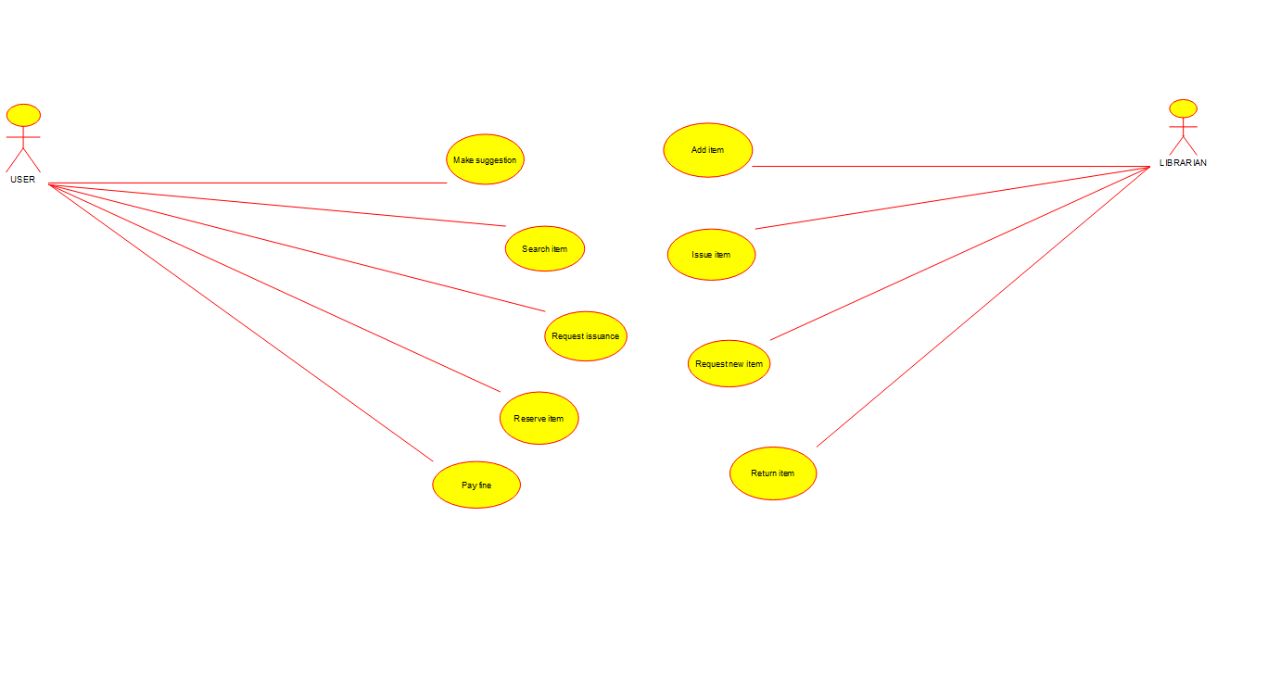 USER
Make suggestion
Search item
Request issuance
Reserve item
Pay fine
Add item
Issue item
Request new item
Return item
LIBRARIAN